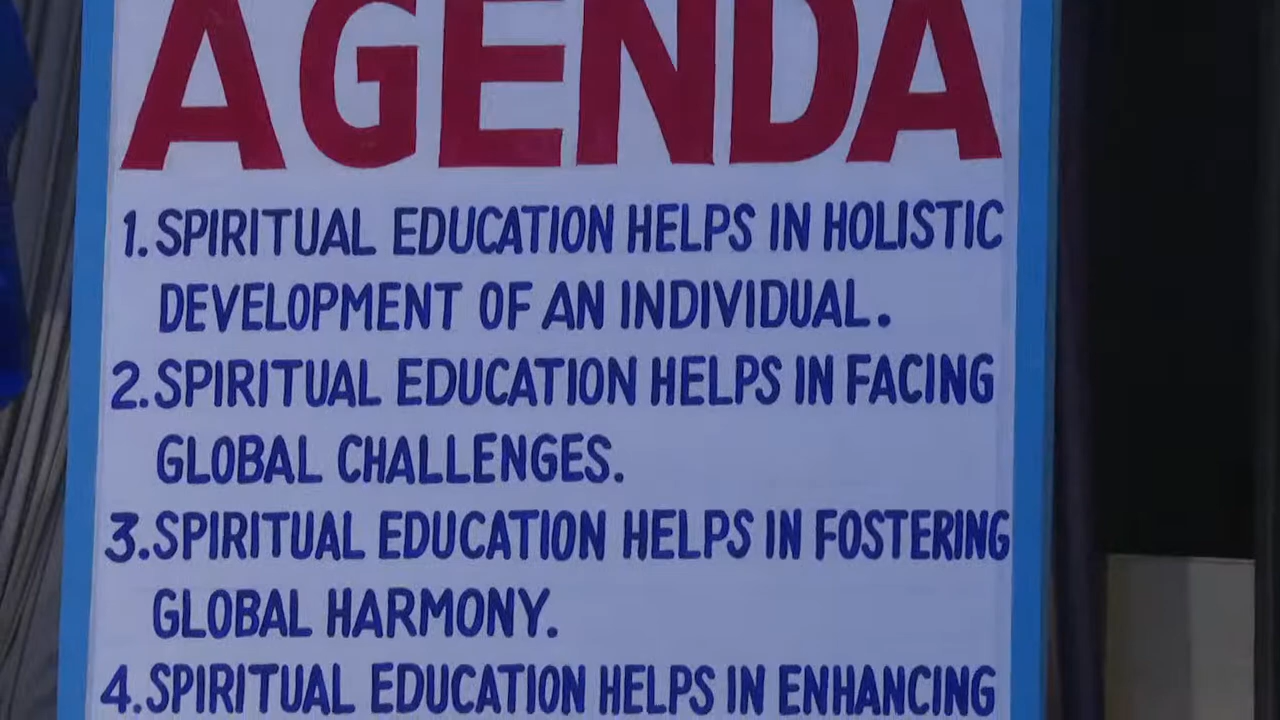 AGENDA
1. SPIRITUAL EDUCATION HELPS IN HOLISTIC
DEVELOPMENT OF AN INDIVIDUAL.
2. SPIRITUAL EDUCATION HELPS IN FACING
GLOBAL CHALLENGES.
3. SPIRITUAL EDUCATION HELPS IN FOSTERING
GLOBAL HARMONY.
4. SPIRITUAL EDUCATION HELPS IN ENHANCING